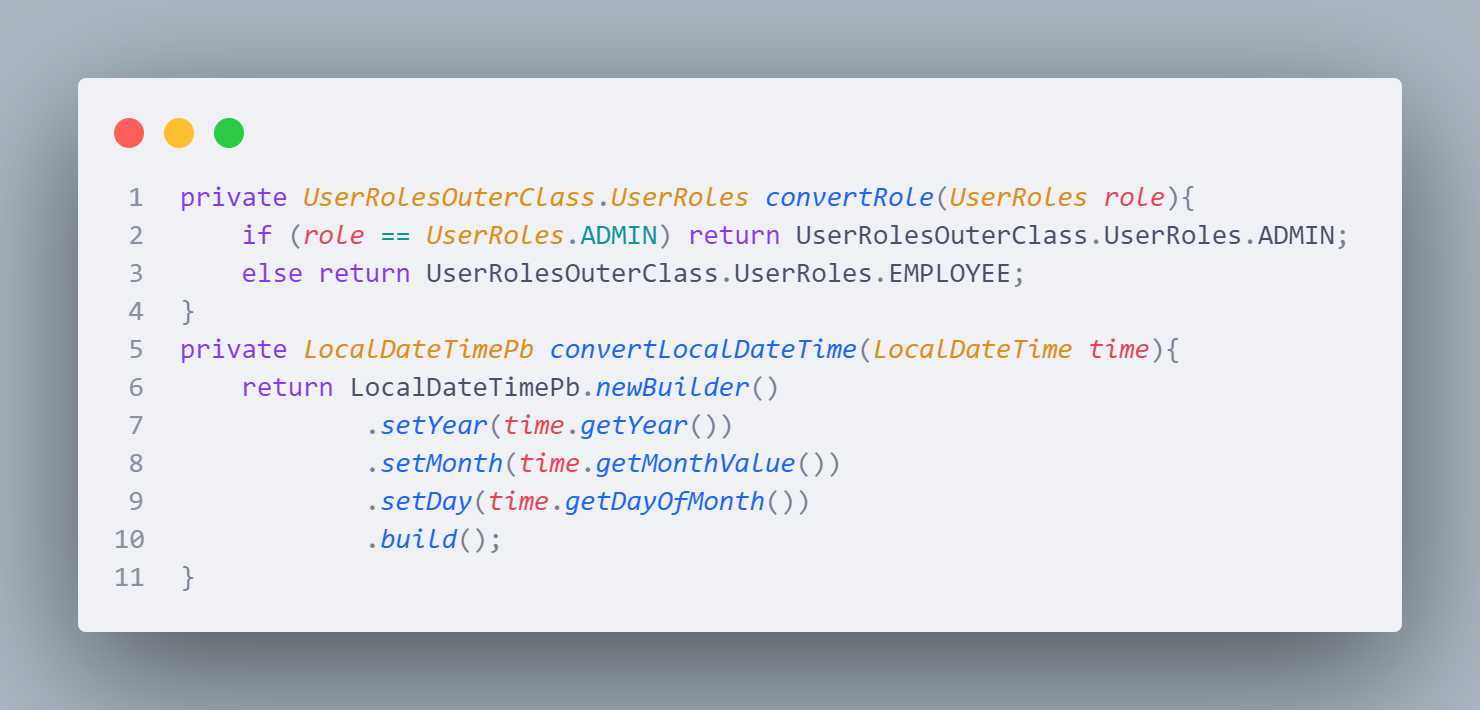 1 private UserRolesOuterClass.UserRoles convertRole(UserRoles role){
2     if (role == UserRoles.ADMIN) return UserRolesOuterClass.UserRoles.ADMIN;
3     else return UserRolesOuterClass.UserRoles.EMPLOYEE;
4 }
5 private LocalDateTimePb convertLocalDateTime(LocalDateTime time){
6     return LocalDateTimePb.newBuilder()
7             .setYear(time.getYear())
8             .setMonth(time.getMonthValue())
9             .setDay(time.getDayOfMonth())
10             .build();
11 }